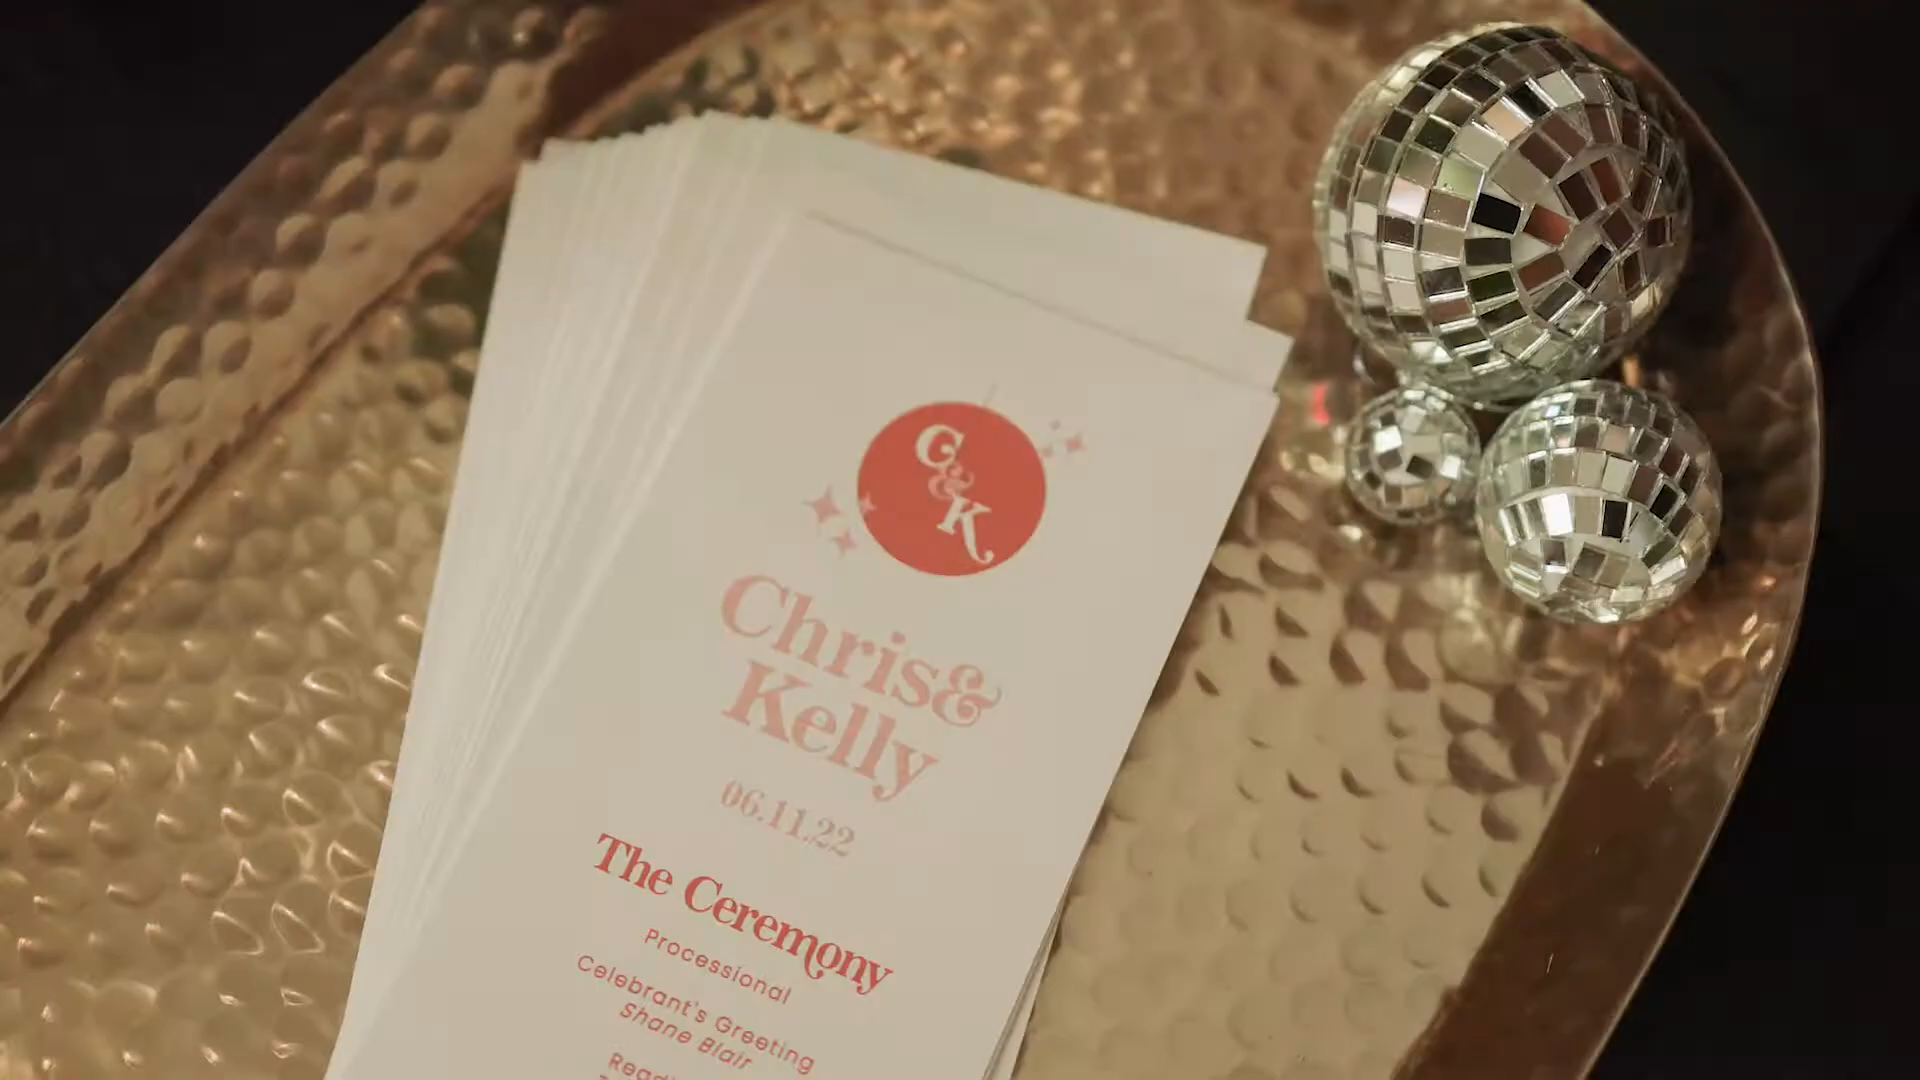 C
&
K
Chris&
Kelly
06.11.22
The Ceremony
Processional
Celebrant's Greeting
Shane Blair